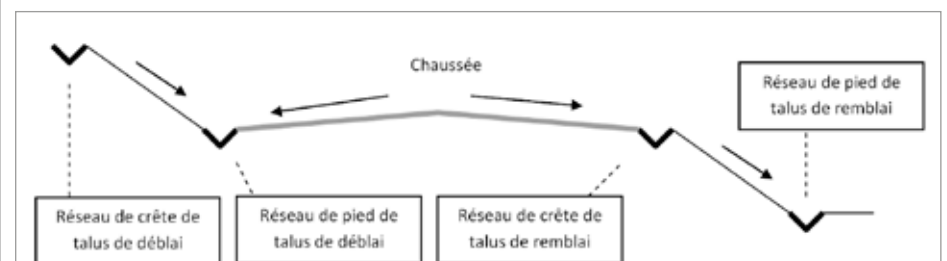 Chaussée
Réseau de pied de
talus de remblai
Réseau de crête de
talus de déblai
Réseau de pied de
talus de déblai
Réseau de crête de
talus de remblai